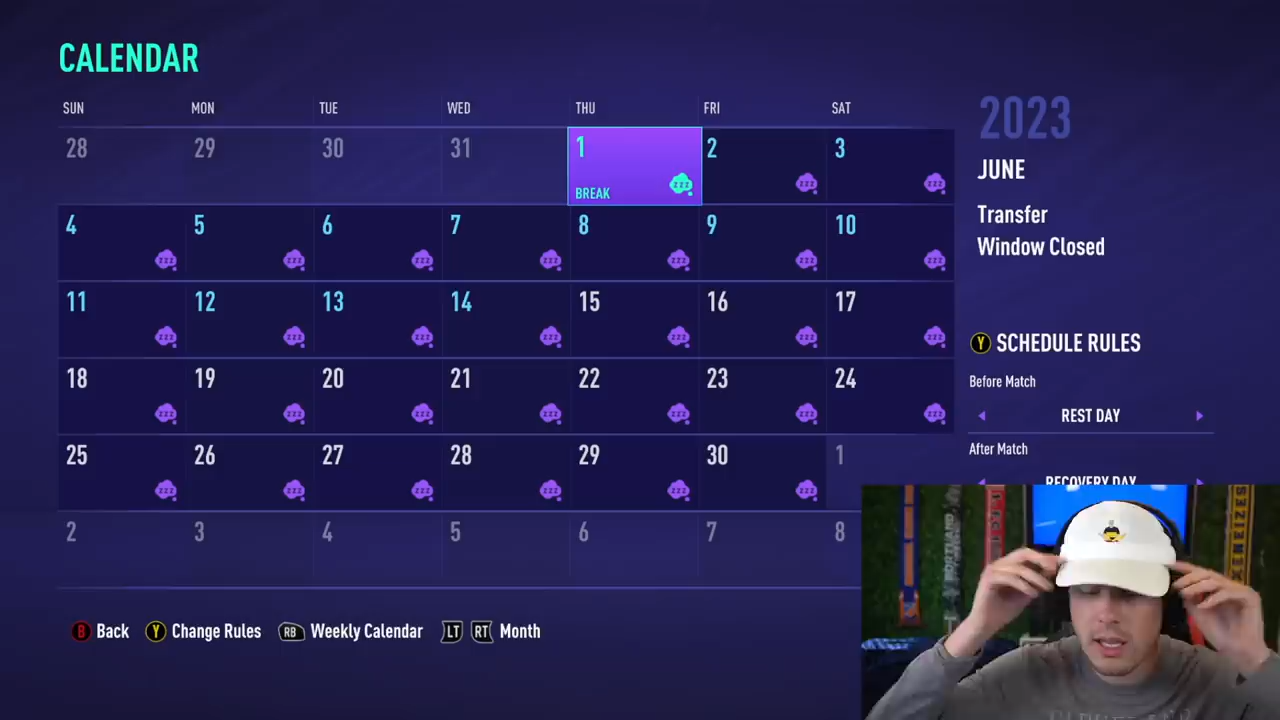 CALENDAR
SUN MON TUE WED THU FRI SAT
28 29 30 31 1 2 3
BREAK
4 5 6 7 8 9 10
11 12 13 14 15 16 17
18 19 20 21 22 23 24
25 26 27 28 29 30 1
2 3 4 5 6 7 8
2023
JUNE
Transfer
Window Closed
Y SCHEDULE RULES
Before Match
REST DAY
After Match
RECOVERY DAY
B Back Y Change Rules RB Weekly Calendar LT RT Month
PORTLAND